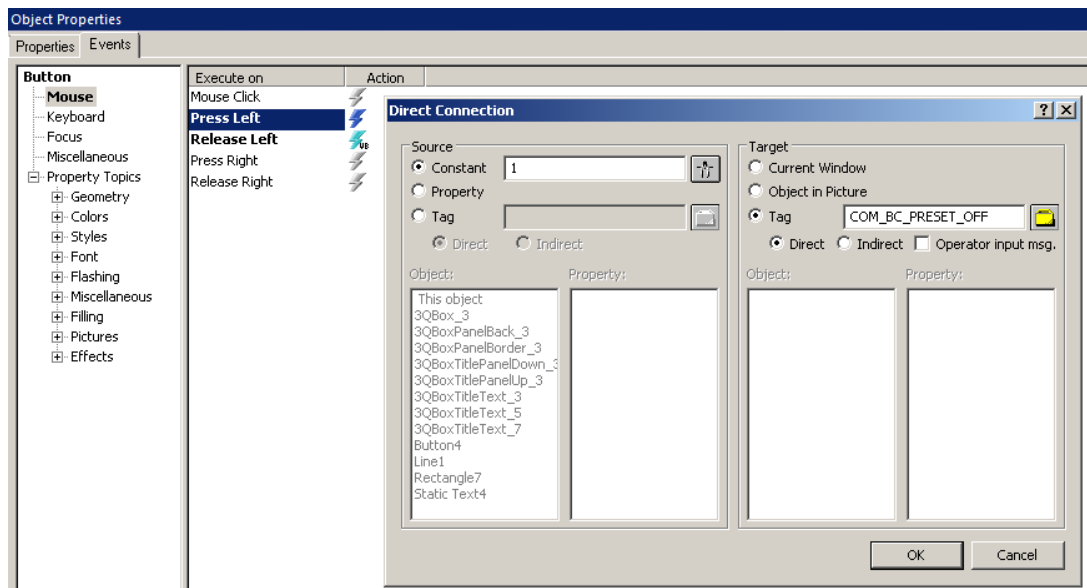 Object Properties
Properties Events
Button
Mouse
Keyboard
Focus
Miscellaneous
Property Topics
Geometry
Colors
Styles
Font
Flashing
Miscellaneous
Filling
Pictures
Effects
Execute on Action
Mouse Click
Press Left
Release Left VB
Press Right
Release Right
Direct Connection ? X
Source
Constant 1
Property
Tag
Direct Indirect
Object: Property:
This object
3QBox_3
3QBoxPanelBack_3
3QBoxPanelBorder_3
3QBoxTitlePanelDown_3
3QBoxTitlePanelUp_3
3QBoxTitleText_3
3QBoxTitleText_5
3QBoxTitleText_7
Button4
Line1
Rectangle7
Static Text4
Target
Current Window
Object in Picture
Tag COM_BC_PRESET_OFF
Direct Indirect Operator input msg.
Object: Property:
OK Cancel